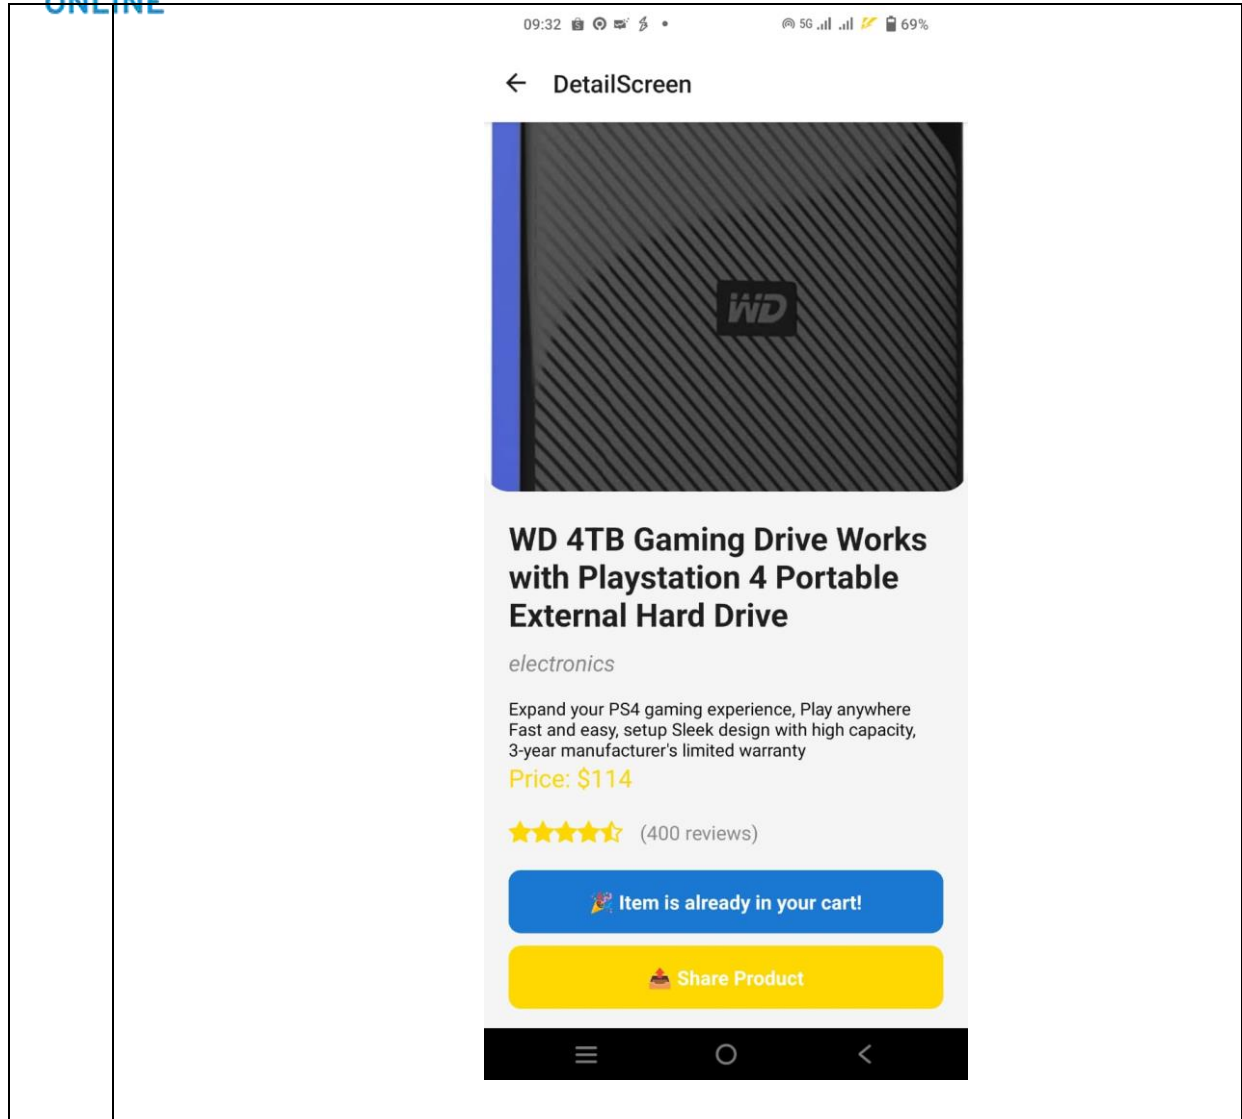 ONLINE
09:32 5G 69%
← DetailScreen
WD
WD 4TB Gaming Drive Works
with Playstation 4 Portable
External Hard Drive
electronics
Expand your PS4 gaming experience, Play anywhere
Fast and easy, setup Sleek design with high capacity,
3-year manufacturer's limited warranty
Price: $114
(400 reviews)
🎉 Item is already in your cart!
📤 Share Product